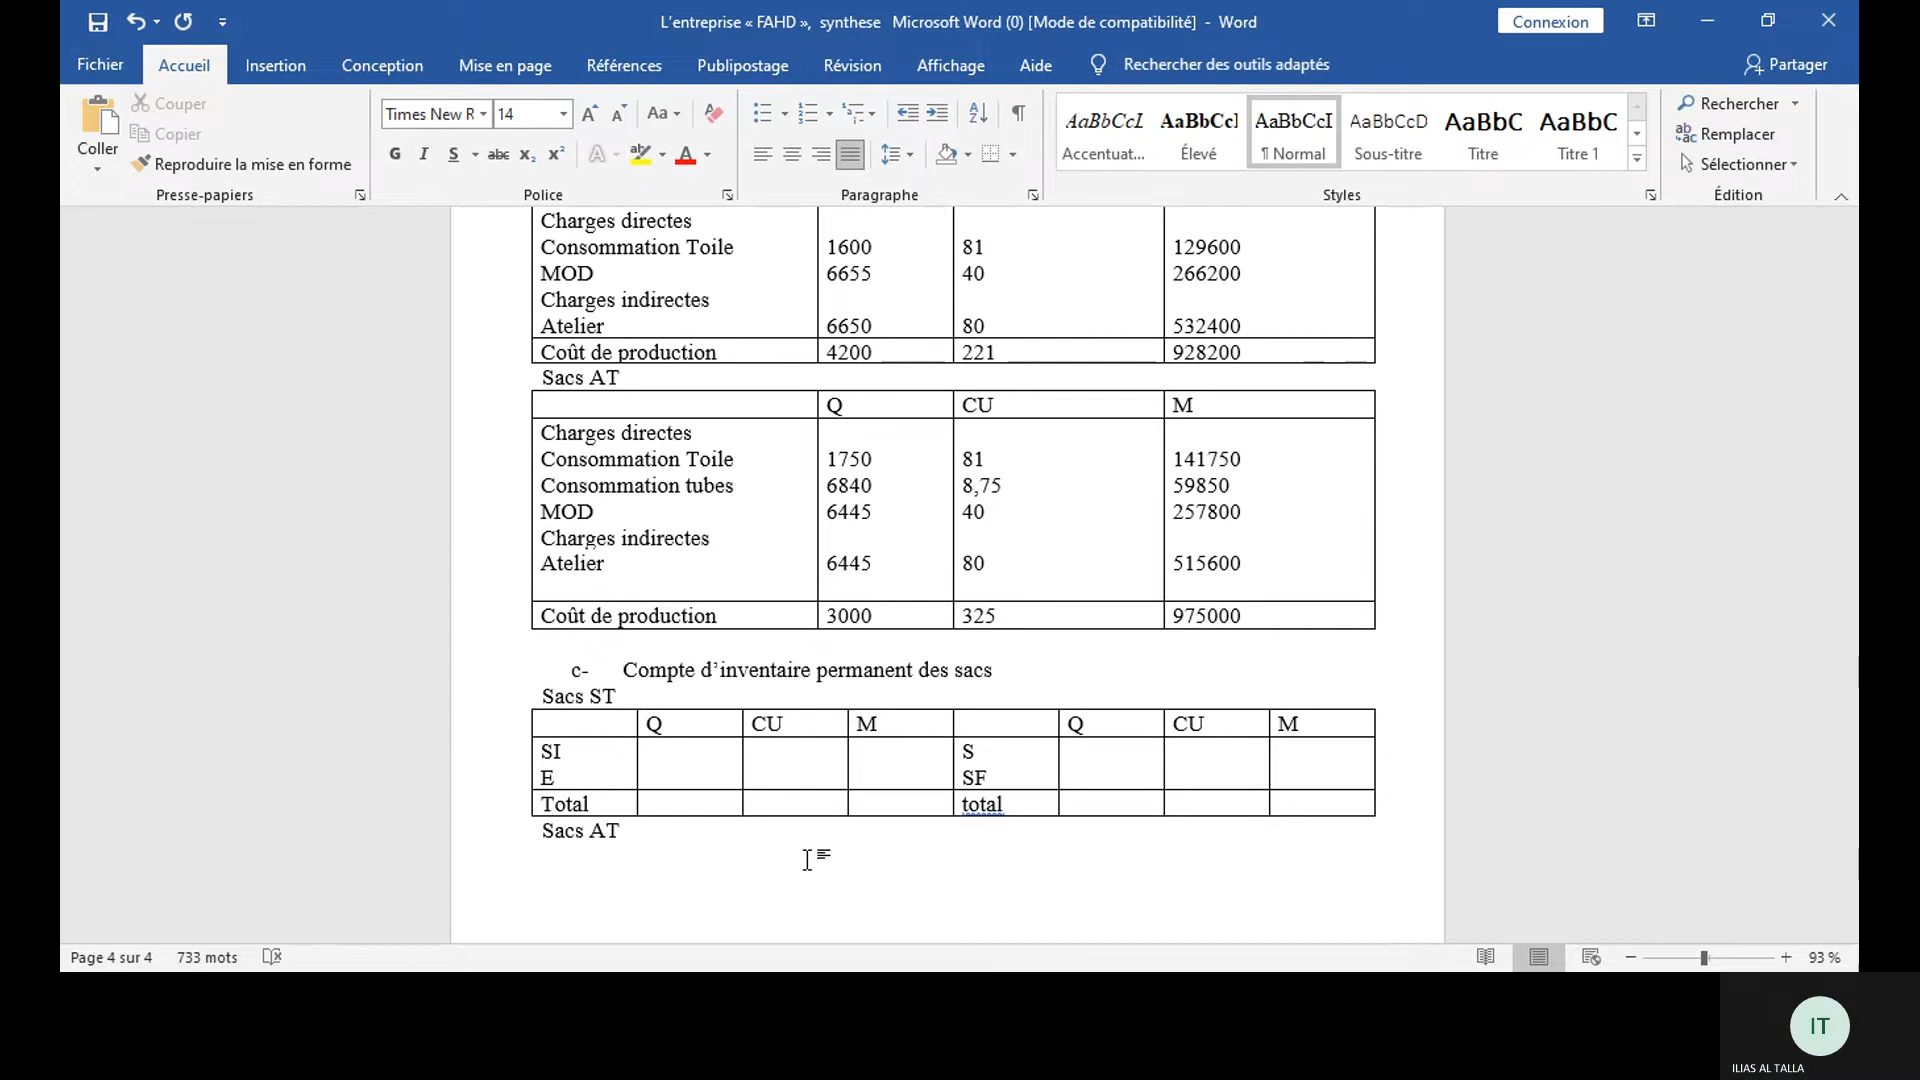 L'entreprise « FAHD », synthese Microsoft Word (0) [Mode de compatibilité] - Word
Connexion
Fichier Accueil Insertion Conception Mise en page Références Publipostage Révision Affichage Aide Rechercher des outils adaptés Partager
Coller
Couper
Copier
Reproduire la mise en forme
Presse-papiers
Times New R 14
G I S abc x₂ x²
Police
Paragraphe
AaBbCcI AaBbCcI AaBbCcI AaBbCcD AaBbC AaBbC
Accentuat... Élevé ¶ Normal Sous-titre Titre Titre 1
Styles
Rechercher
Remplacer
Sélectionner
Édition
Charges directes
Consommation Toile 1600 81 129600
MOD 6655 40 266200
Charges indirectes
Atelier 6650 80 532400
Coût de production 4200 221 928200
Sacs AT
Q CU M
Charges directes
Consommation Toile 1750 81 141750
Consommation tubes 6840 8,75 59850
MOD 6445 40 257800
Charges indirectes
Atelier 6445 80 515600
Coût de production 3000 325 975000
c- Compte d'inventaire permanent des sacs
Sacs ST
Q CU M Q CU M
SI S
E SF
Total total
Sacs AT
Page 4 sur 4 733 mots 93 %
IT
ILIAS AL TALLA